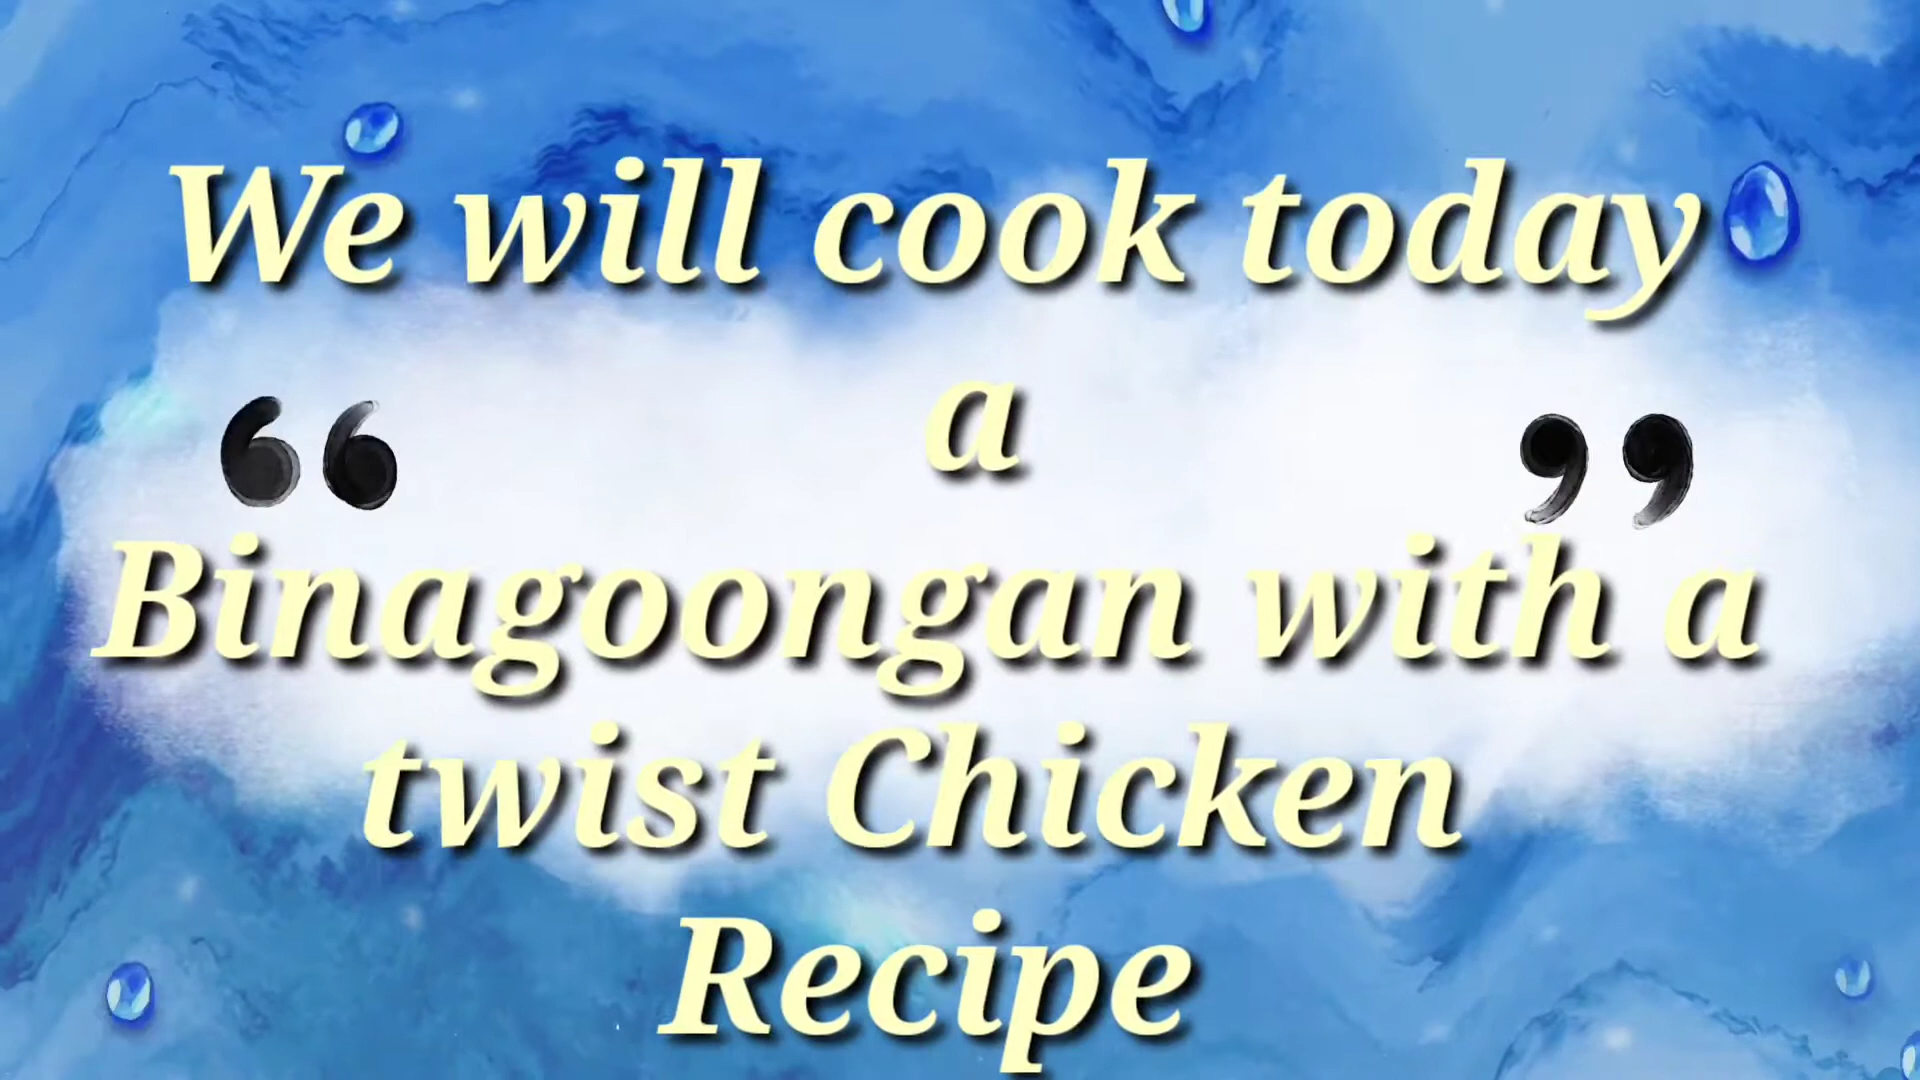 We will cook today
a
“ ”
Binagoongan with a
twist Chicken
Recipe